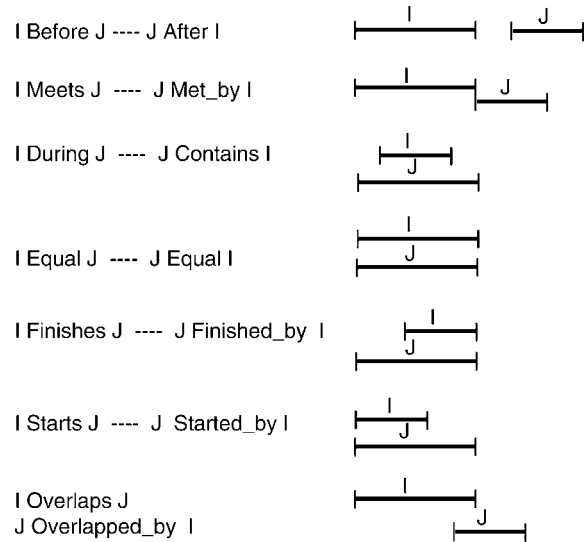 I Before J ---- J After I
I
J
I Meets J ---- J Met_by I
I
J
I During J ---- J Contains I
I
J
I Equal J ---- J Equal I
I
J
I Finishes J ---- J Finished_by I
I
J
I Starts J ---- J Started_by I
I
J
I Overlaps J
I
J Overlapped_by I
J